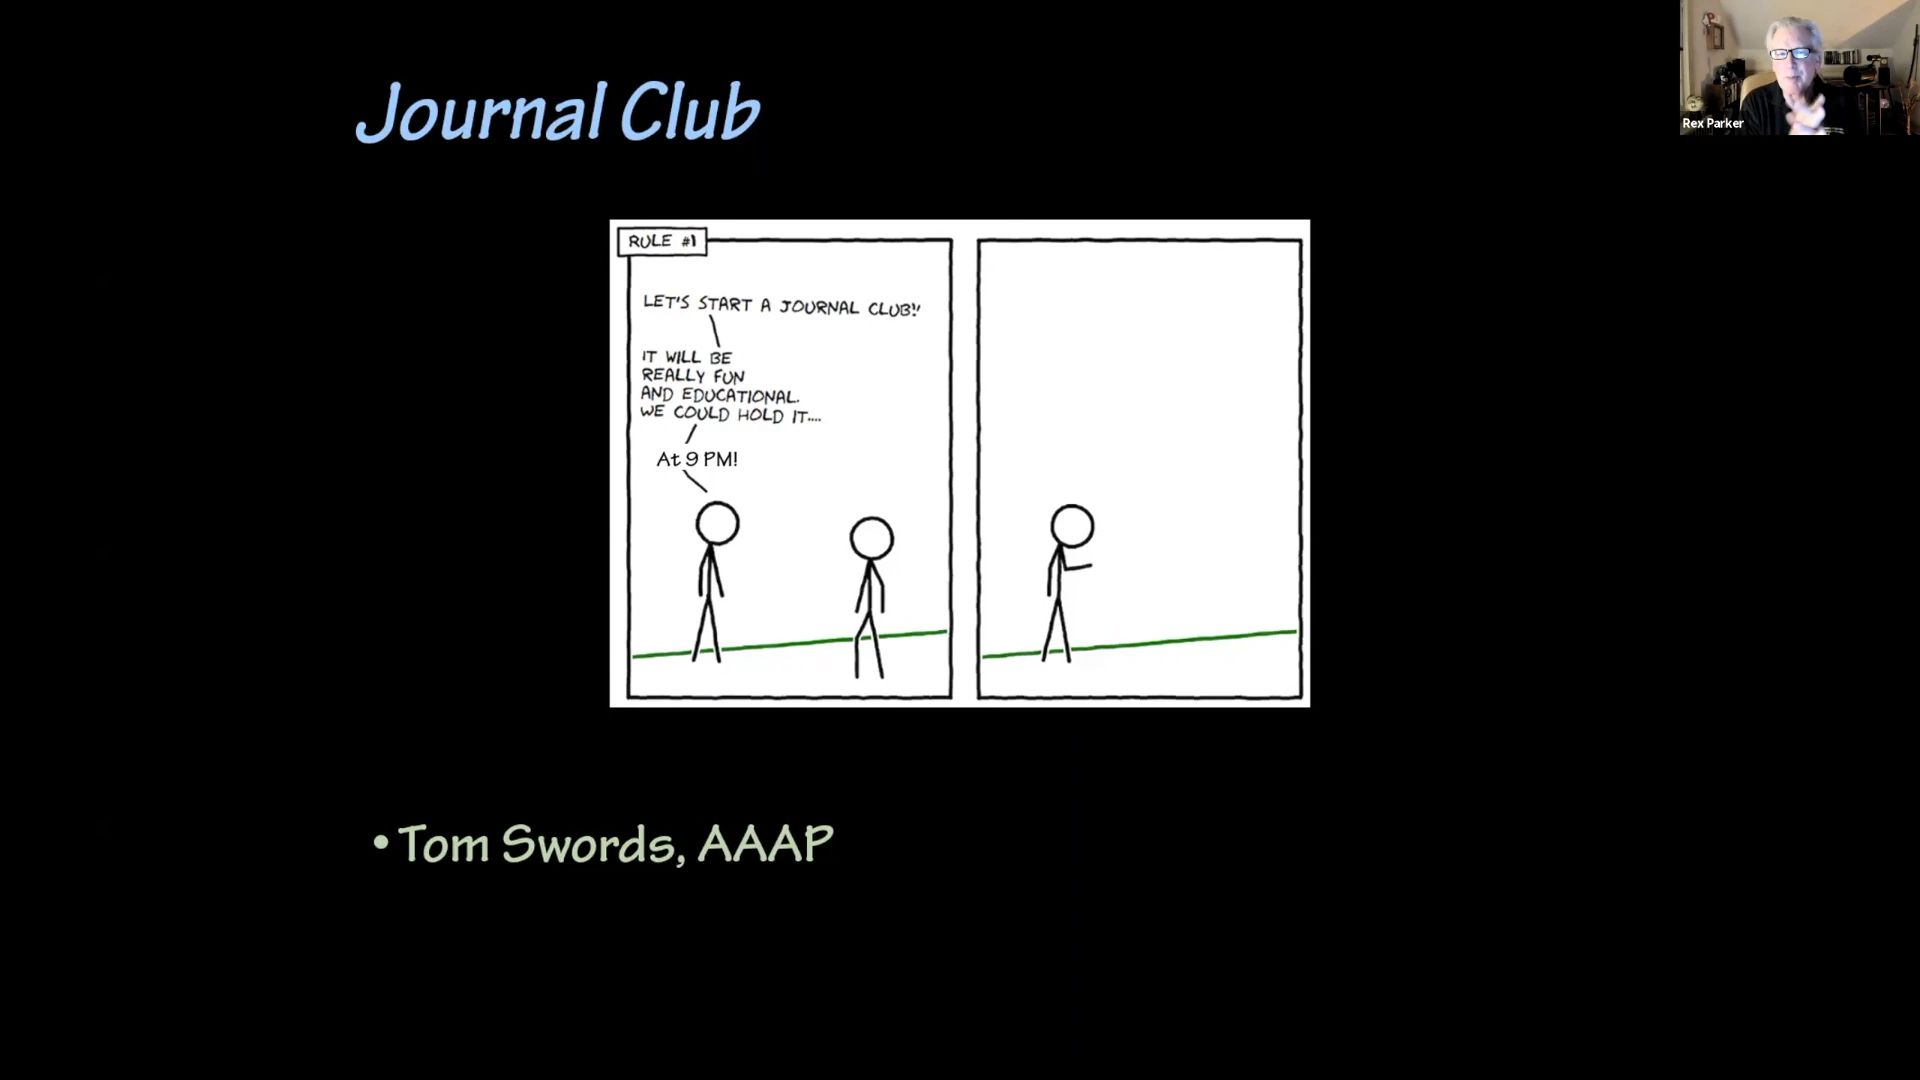 Journal Club
Rex Parker
RULE #1
LET'S START A JOURNAL CLUB!'
IT WILL BE
REALLY FUN
AND EDUCATIONAL.
WE COULD HOLD IT....
At 9 PM!
• Tom Swords, AAAP